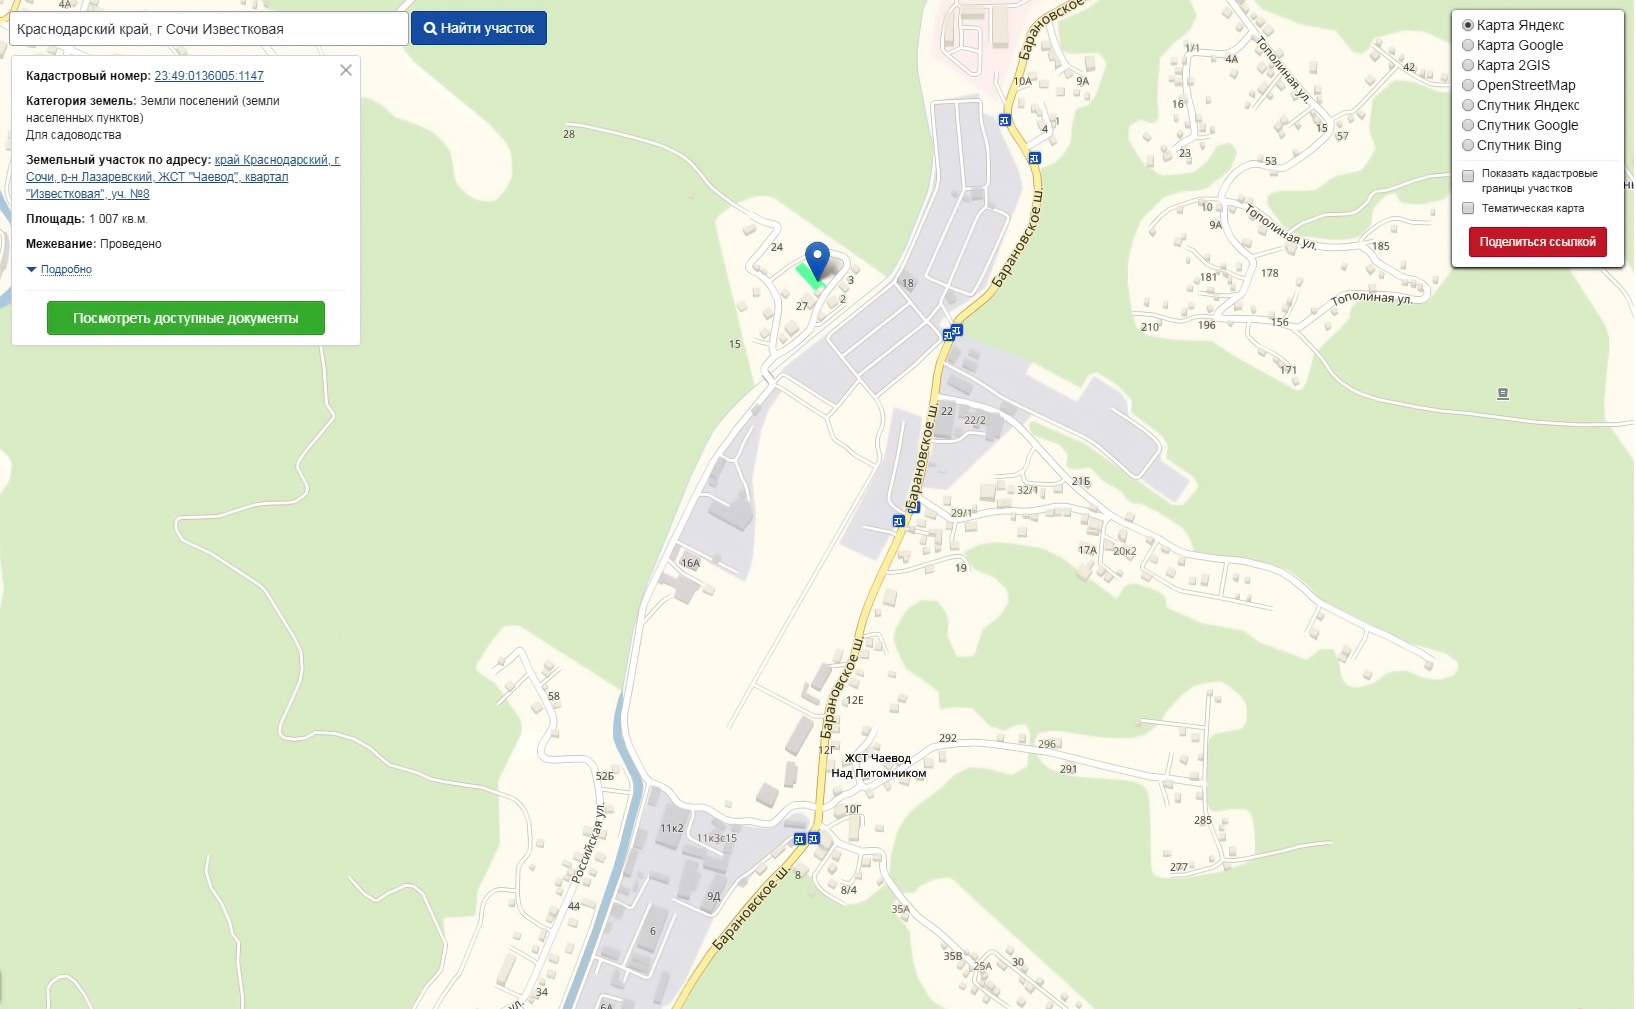 Краснодарский край, г Сочи Известковая
Найти участок
Кадастровый номер: 23:49:0136005:1147
Категория земель: Земли поселений (земли
населенных пунктов)
Для садоводства
Земельный участок по адресу: край Краснодарский, г.
Сочи, р-н Лазаревский, ЖСТ "Чаевод", квартал
"Известковая", уч. №8
Площадь: 1 007 кв.м.
Межевание: Проведено
Подробно
Посмотреть доступные документы
Карта Яндекс
Карта Google
Карта 2GIS
OpenStreetMap
Спутник Яндекс
Спутник Google
Спутник Bing
Показать кадастровые
границы участков
Тематическая карта
Поделиться ссылкой
4А
Барановское ш.
10А
9А
4
1
28
1/1
4А
Тополиная ул.
42
16
15
57
23
53
10
9А
Тополиная ул.
185
181
178
Тополиная ул.
210
196
156
171
24
3
2
27
15
18
Барановское ш.
22
22/2
Барановское ш.
21Б
32/1
29/1
17А
20к2
19
16А
58
12Е
Барановское ш.
12Г
ЖСТ Чаевод
Над Питомником
292
296
291
285
277
52Б
Российская ул.
10Г
11к2
11к3с15
8
8/4
9Д
Барановское ш.
44
6
35А
35В
25А
30
34
ул.
6А